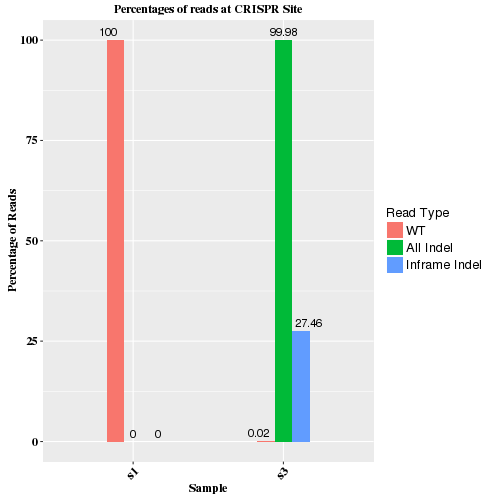 Percentages of reads at CRISPR Site
Percentage of Reads
100
75
50
25
0
100
0
0
0.02
99.98
27.46
s1
s3
Sample
Read Type
WT
All Indel
Inframe Indel